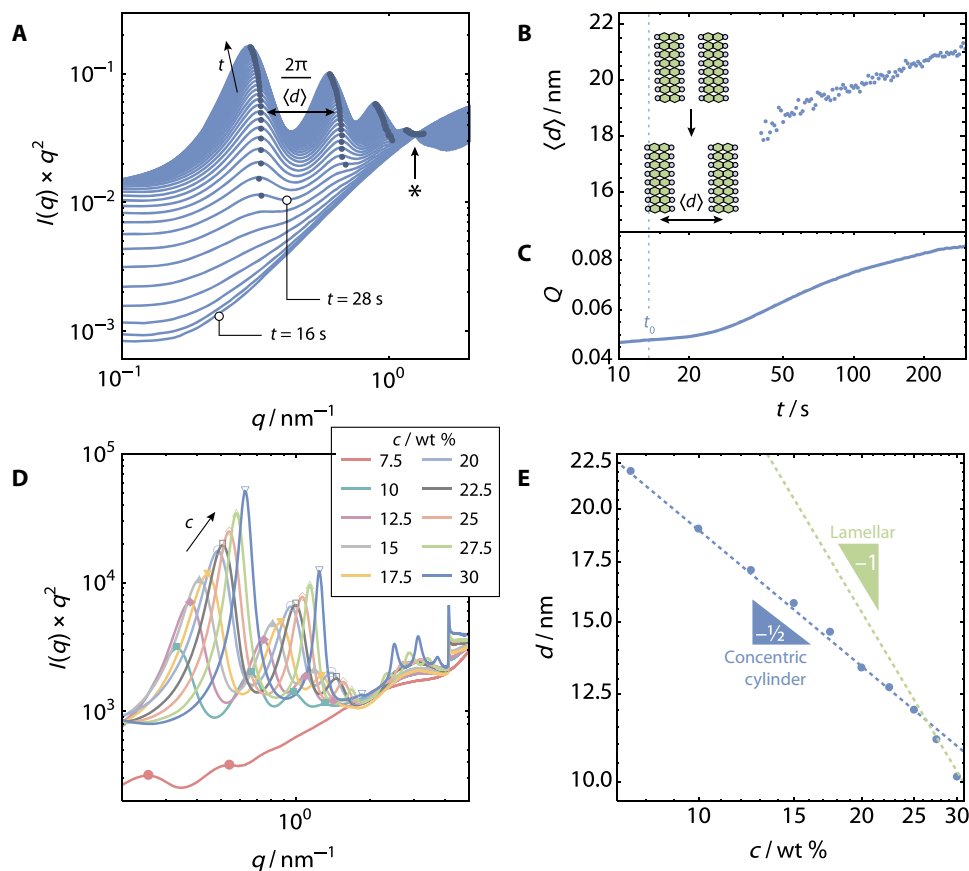 A
I(q) × q²
10⁻¹
10⁻²
10⁻³
t
2π
⟨d⟩
*
t = 28 s
t = 16 s
10⁻¹
10⁰
q / nm⁻¹
B
⟨d⟩ / nm
22
20
18
16
⟨d⟩
C
Q
0.08
0.06
0.04
t₀
10
20
50
100
200
t / s
D
I(q) × q²
10⁵
10⁴
10³
c
c / wt %
7.5
20
10
22.5
12.5
25
15
27.5
17.5
30
10⁰
q / nm⁻¹
E
d / nm
22.5
20.0
17.5
15.0
12.5
10.0
Lamellar
−1
−½
Concentric
cylinder
10
15
20
25
30
c / wt %